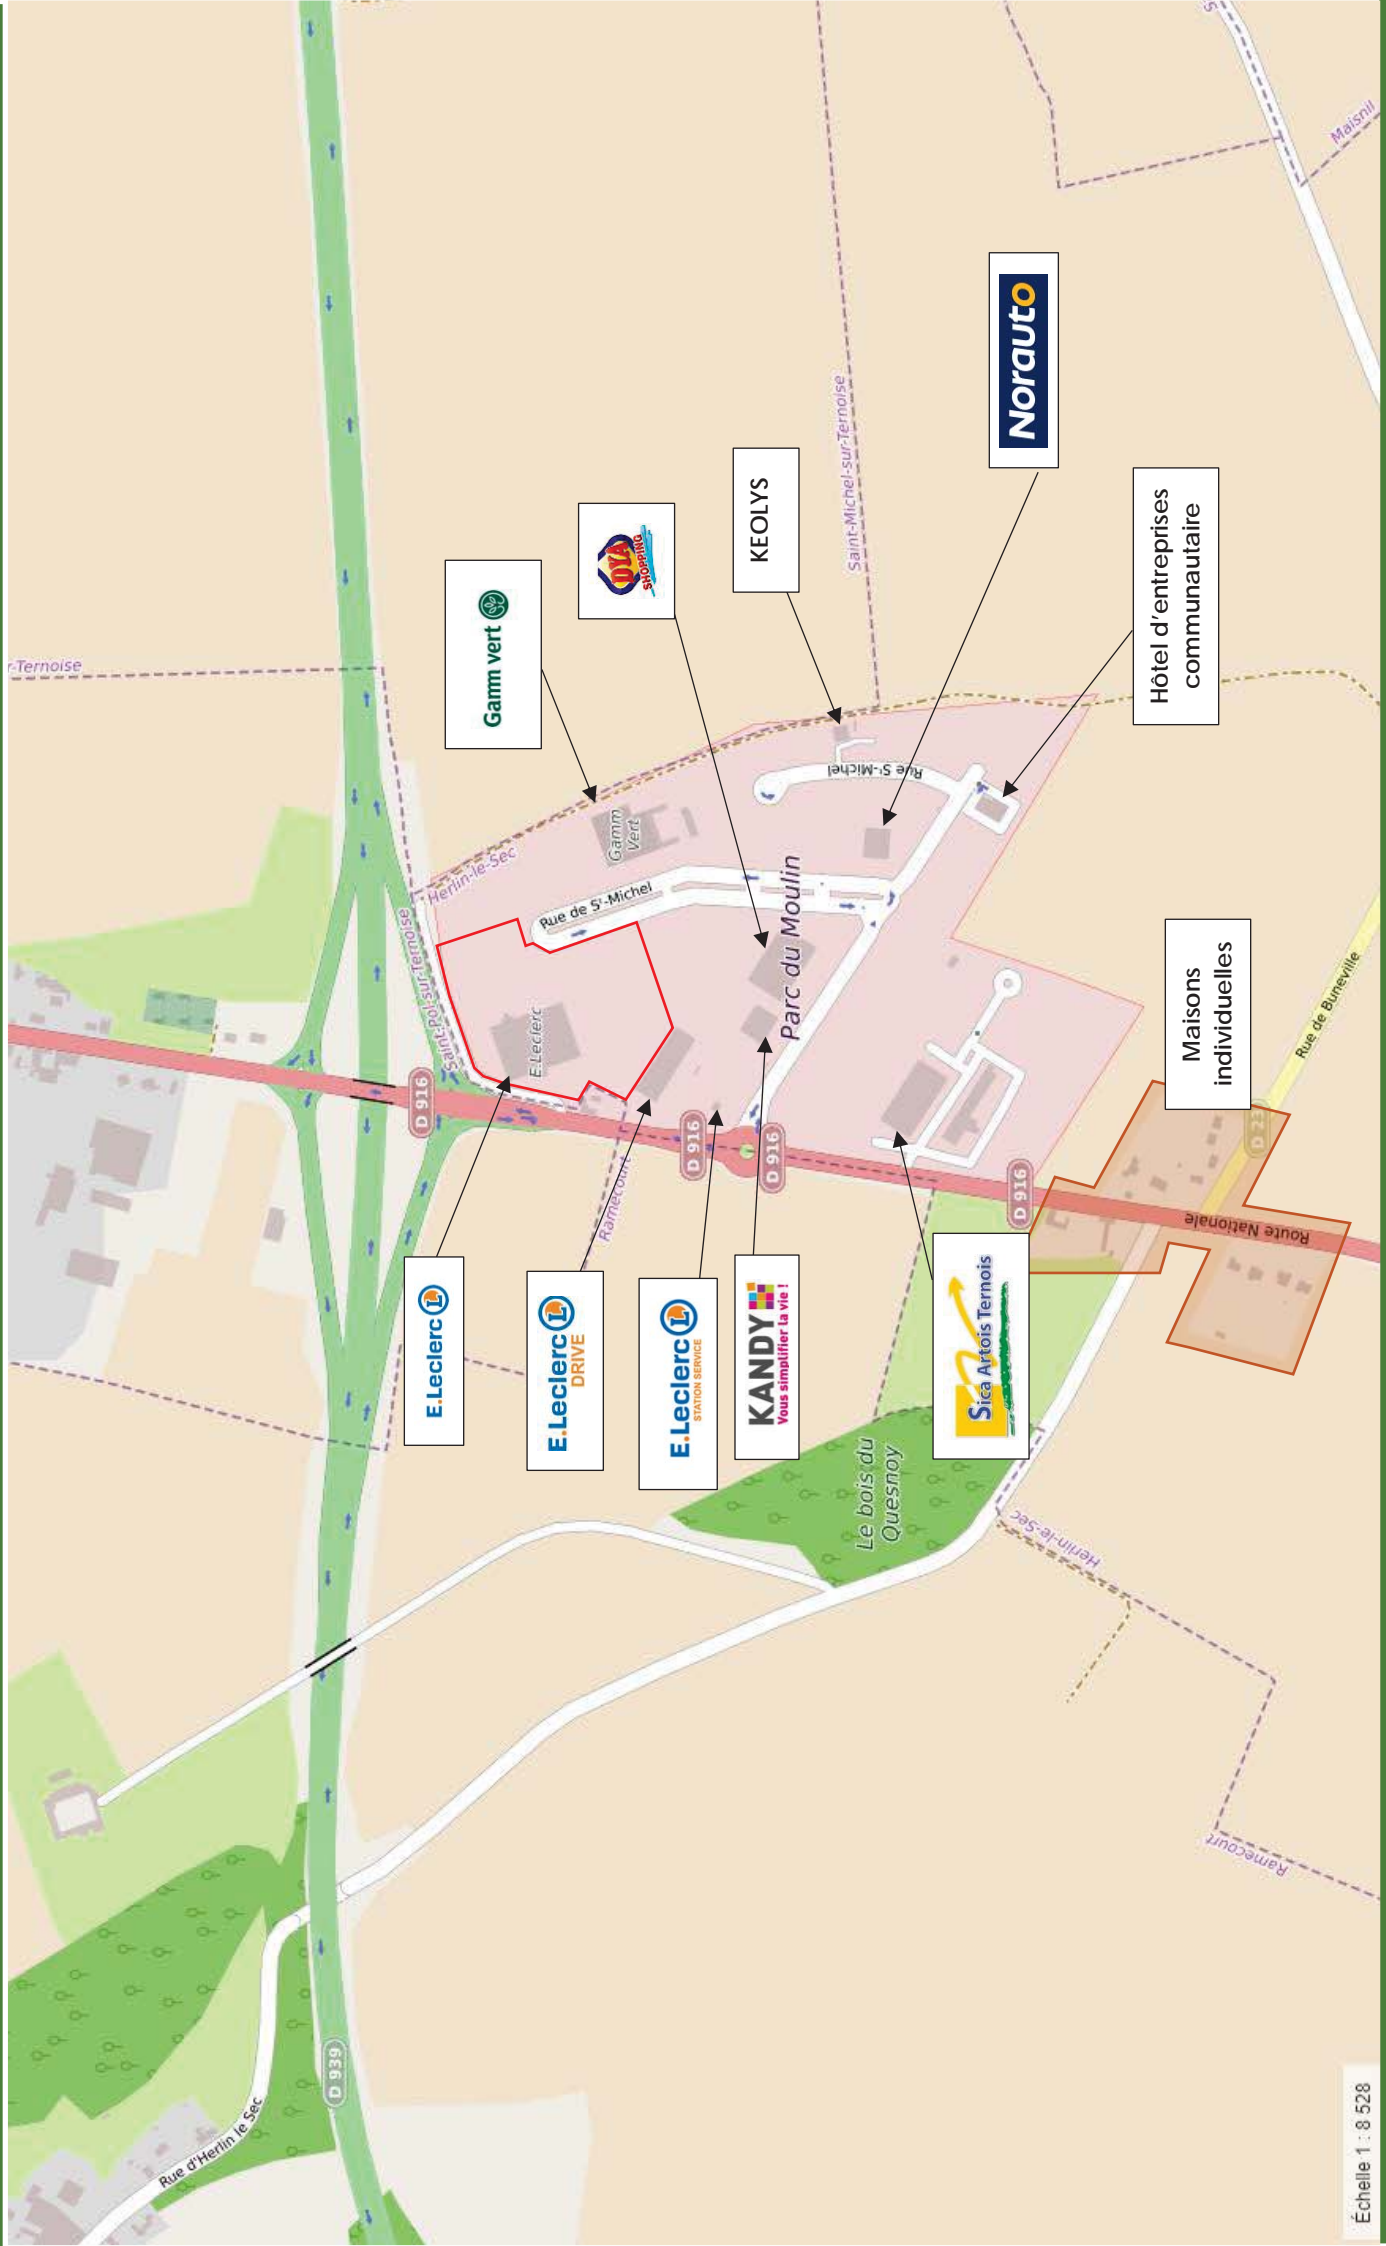 r-Ternoise
Saint-Pol-sur-Ternoise
Herlin-le-Sec
Saint-Michel-sur-Ternoise
Maisnil
Gamm vert
DYA
SHOPPING
KEOLYS
Norauto
Hôtel d'entreprises
communautaire
Maisons
individuelles
Gamm
Vert
Rue de St-Michel
Rue St-Michel
Parc du Moulin
E.Leclerc
D 916
D 916
D 916
D 916
D 23
Rue de Buneville
Route Nationale
Ramecourt
E.Leclerc L
E.Leclerc L
DRIVE
E.Leclerc L
STATION SERVICE
KANDY
Vous simplifier la vie !
Sica Artois Ternois
Le bois du
Quesnoy
Herlin-le-Sec
Ramecourt
D 939
Rue d'Herlin le Sec
Échelle 1 : 8 528